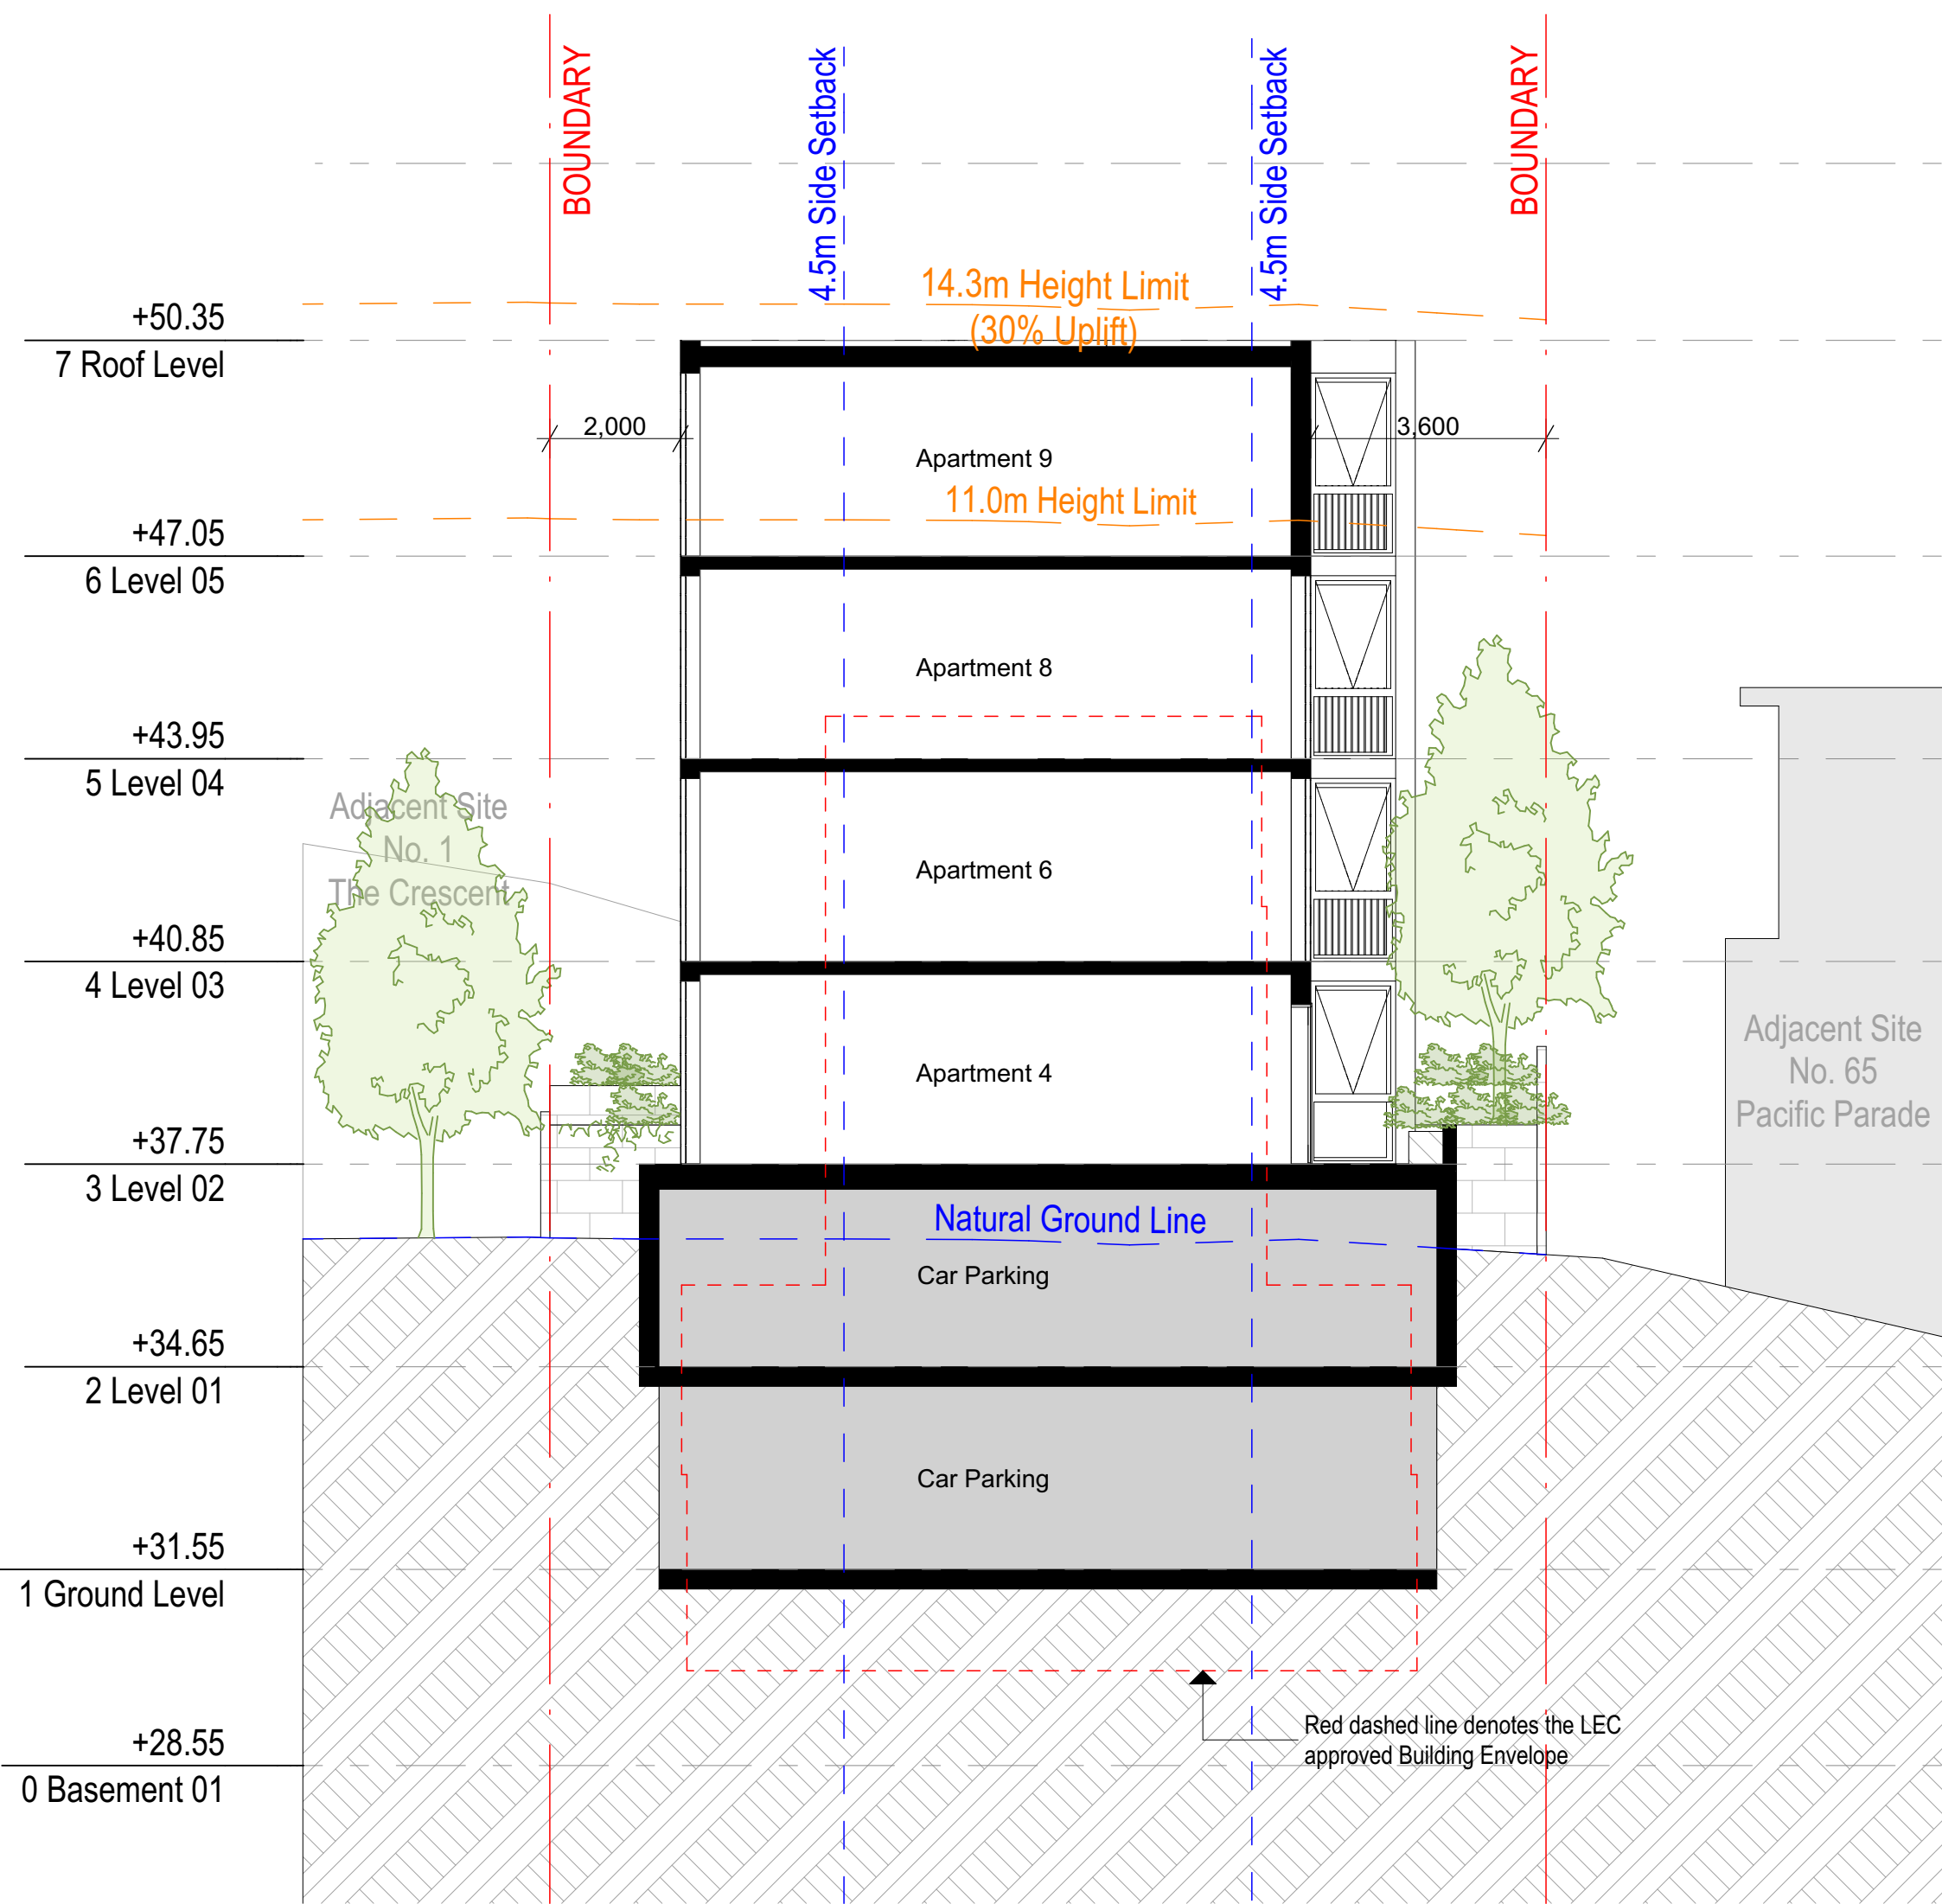 BOUNDARY
4.5m Side Setback
4.5m Side Setback
BOUNDARY
14.3m Height Limit
(30% Uplift)
+50.35
7 Roof Level
2,000
3,600
Apartment 9
11.0m Height Limit
+47.05
6 Level 05
Apartment 8
+43.95
5 Level 04
Adjacent Site
No. 1
The Crescent
Apartment 6
+40.85
4 Level 03
Adjacent Site
No. 65
Pacific Parade
Apartment 4
+37.75
3 Level 02
Natural Ground Line
Car Parking
+34.65
2 Level 01
Car Parking
+31.55
1 Ground Level
Red dashed line denotes the LEC
approved Building Envelope
+28.55
0 Basement 01